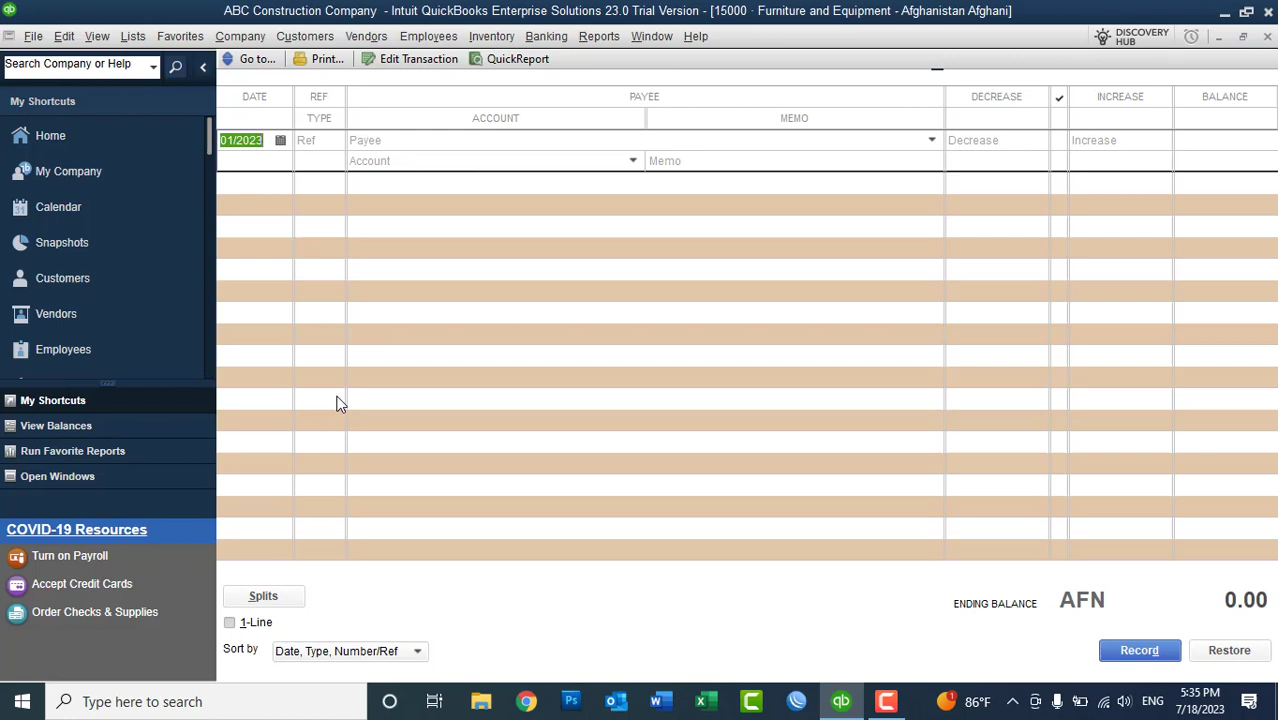 ABC Construction Company - Intuit QuickBooks Enterprise Solutions 23.0 Trial Version - [15000 · Furniture and Equipment - Afghanistan Afghani]
File Edit View Lists Favorites Company Customers Vendors Employees Inventory Banking Reports Window Help
DISCOVERY HUB
Search Company or Help
Go to... Print... Edit Transaction QuickReport
My Shortcuts
Home
My Company
Calendar
Snapshots
Customers
Vendors
Employees
My Shortcuts
View Balances
Run Favorite Reports
Open Windows
COVID-19 Resources
Turn on Payroll
Accept Credit Cards
Order Checks & Supplies
DATE REF PAYEE DECREASE ✓ INCREASE BALANCE
TYPE ACCOUNT MEMO
01/2023 Ref Payee Decrease Increase
Account Memo
Splits
ENDING BALANCE AFN 0.00
1-Line
Sort by Date, Type, Number/Ref
Record Restore
Type here to search
Ps
86°F
ENG
5:35 PM
7/18/2023